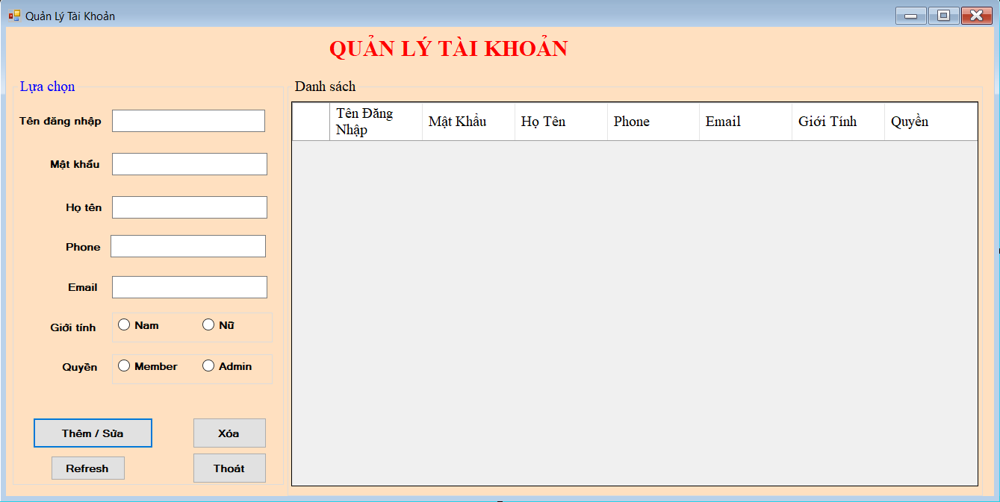 Quản Lý Tài Khoản
QUẢN LÝ TÀI KHOẢN
Lựa chọn
Tên đăng nhập
Mật khẩu
Họ tên
Phone
Email
Giới tính
Nam
Nữ
Quyền
Member
Admin
Thêm / Sửa
Xóa
Refresh
Thoát
Danh sách
Tên Đăng
Nhập
Mật Khẩu
Họ Tên
Phone
Email
Giới Tính
Quyền